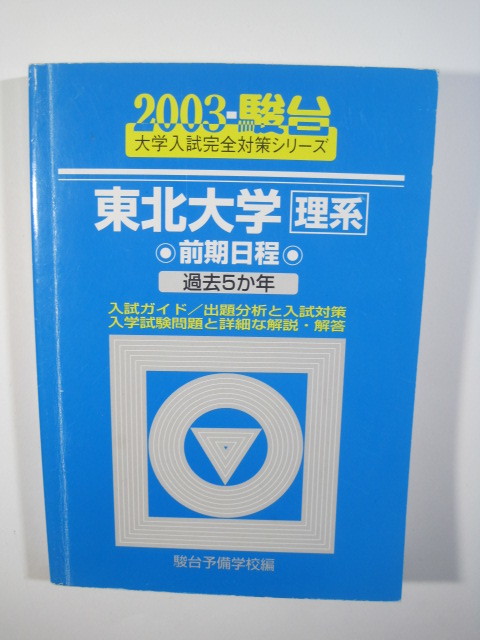 2003-駿台
大学入試完全対策シリーズ
東北大学 理系
前期日程
過去5か年
入試ガイド/出題分析と入試対策
入学試験問題と詳細な解説・解答
駿台予備学校編